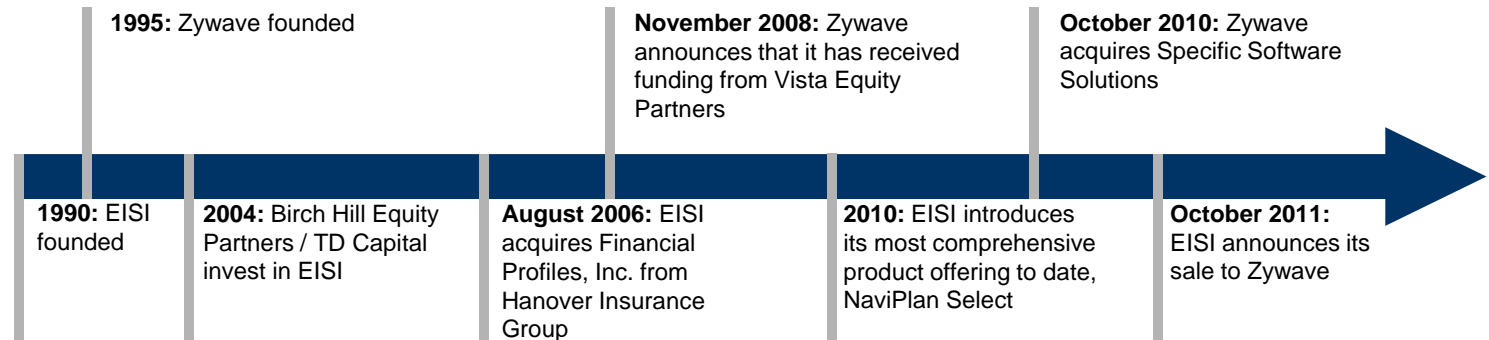 1995: Zywave founded
November 2008: Zywave
announces that it has received
funding from Vista Equity
Partners
October 2010: Zywave
acquires Specific Software
Solutions
1990: EISI
founded
2004: Birch Hill Equity
Partners / TD Capital
invest in EISI
August 2006: EISI
acquires Financial
Profiles, Inc. from
Hanover Insurance
Group
2010: EISI introduces
its most comprehensive
product offering to date,
NaviPlan Select
October 2011:
EISI announces its
sale to Zywave